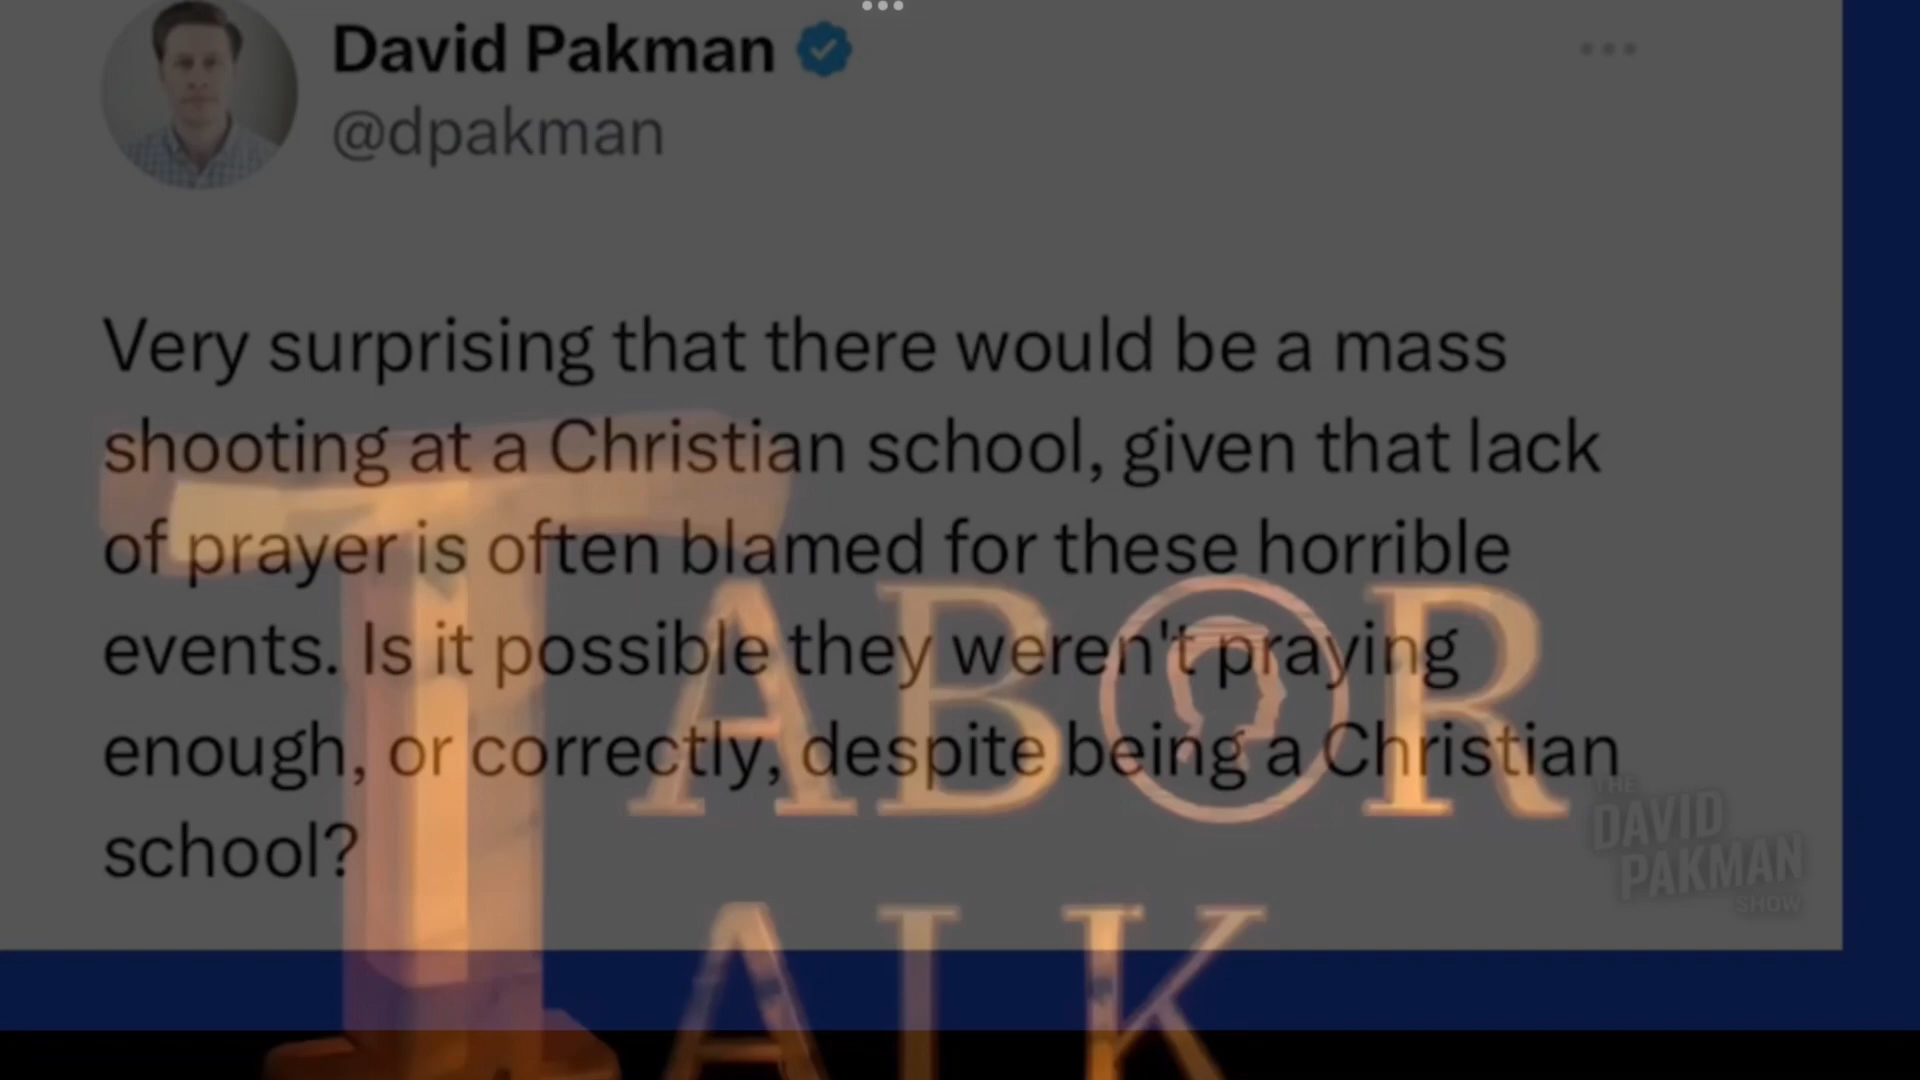 David Pakman
@dpakman
Very surprising that there would be a mass
shooting at a Christian school, given that lack
of prayer is often blamed for these horrible
events. Is it possible they weren't praying
enough, or correctly, despite being a Christian
school?
TABOR
TALK
THE
DAVID
PAKMAN
SHOW